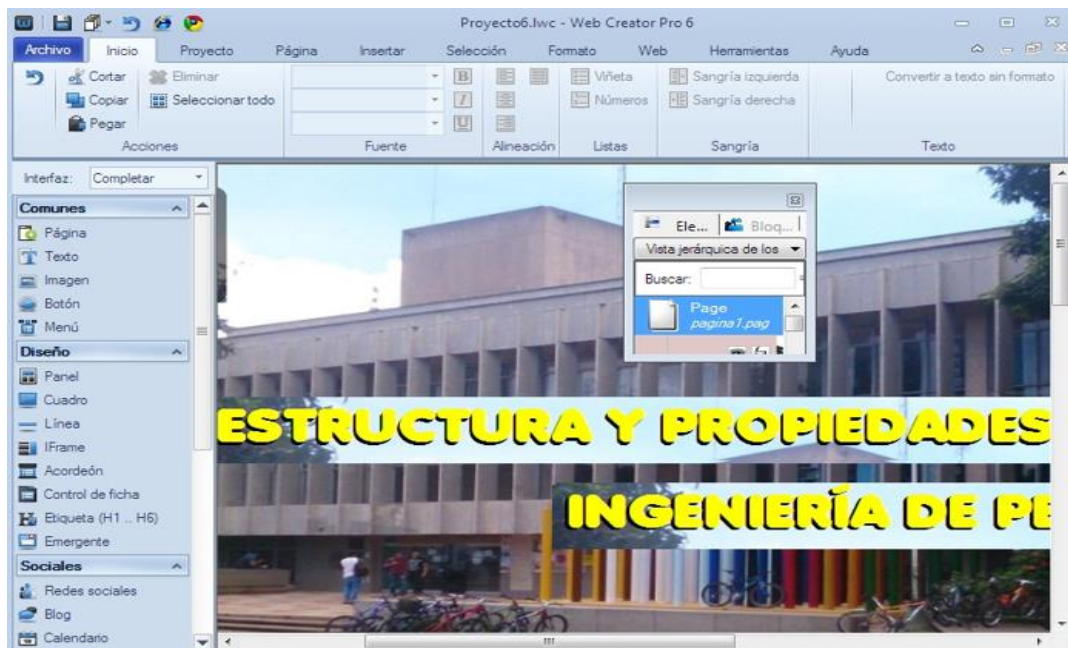 Proyecto6.lwc - Web Creator Pro 6
Archivo Inicio Proyecto Página Insertar Selección Formato Web Herramientas Ayuda
Cortar Eliminar B Viñeta Sangría izquierda Convertir a texto sin formato
Copiar Seleccionar todo I Números Sangría derecha
Pegar U
Acciones Fuente Alineación Listas Sangría Texto
Interfaz: Completar
Comunes
Página
Texto
Imagen
Botón
Menú
Diseño
Panel
Cuadro
Línea
IFrame
Acordeón
Control de ficha
Etiqueta (H1 .. H6)
Emergente
Sociales
Redes sociales
Blog
Calendario
Ele... Bloq...
Vista jerárquica de los
Buscar:
Page
pagina1.pag
ESTRUCTURA Y PROPIEDADES
INGENIERÍA DE PE